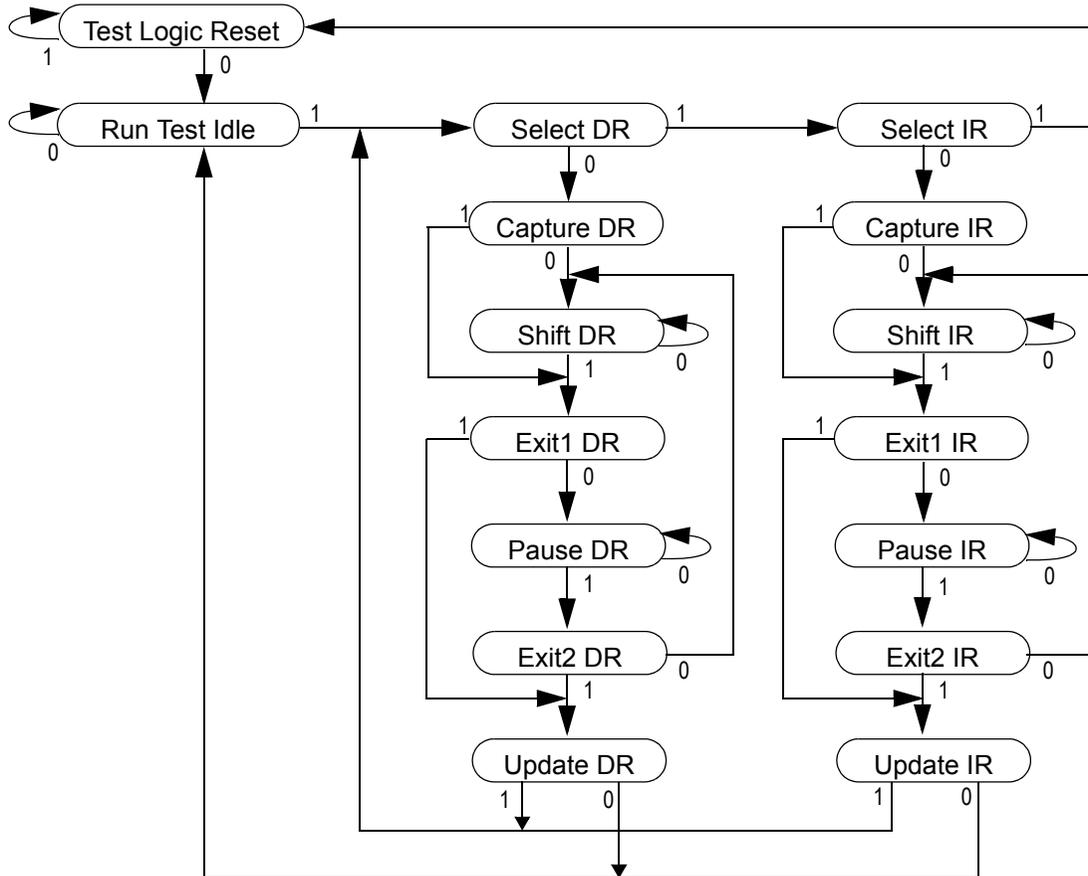 Test Logic Reset
1
0
Run Test Idle
1
0
Select DR
1
0
Select IR
1
0
1
Capture DR
0
1
Capture IR
0
Shift DR
0
1
Shift IR
0
1
1
Exit1 DR
0
1
Exit1 IR
0
Pause DR
0
1
Pause IR
0
1
Exit2 DR
0
1
Exit2 IR
0
1
Update DR
1
0
Update IR
1
0